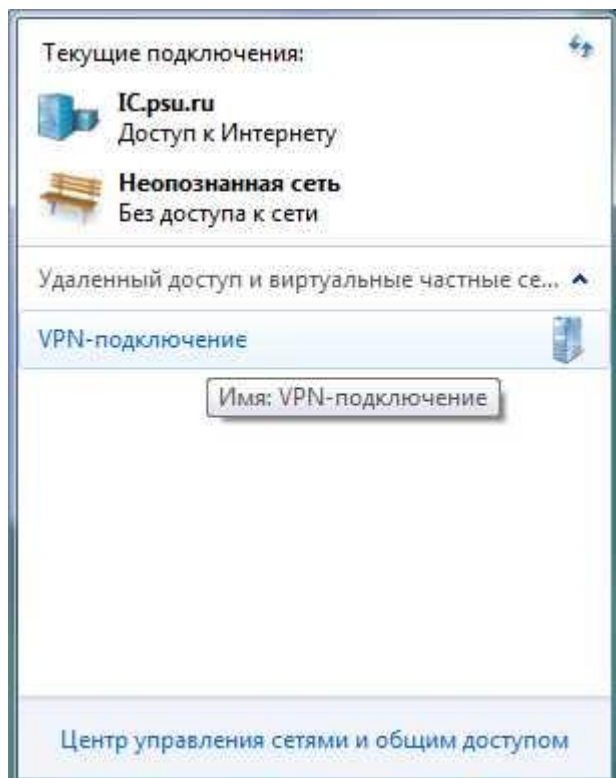 Текущие подключения:
IC.psu.ru
Доступ к Интернету
Неопознанная сеть
Без доступа к сети
Удаленный доступ и виртуальные частные се...
VPN-подключение
Имя: VPN-подключение
Центр управления сетями и общим доступом